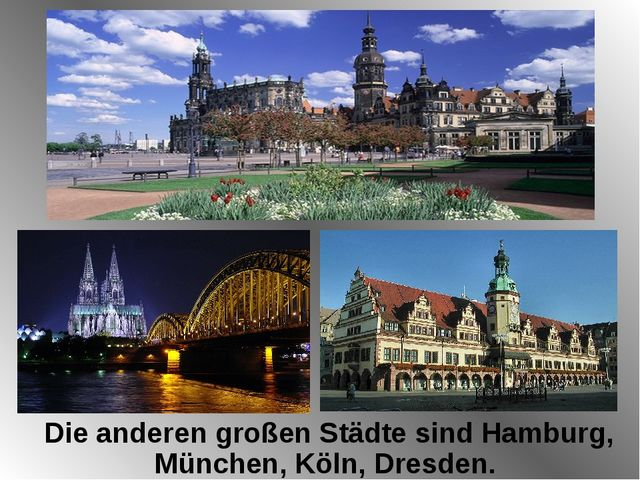 Die anderen großen Städte sind Hamburg,
München, Köln, Dresden.